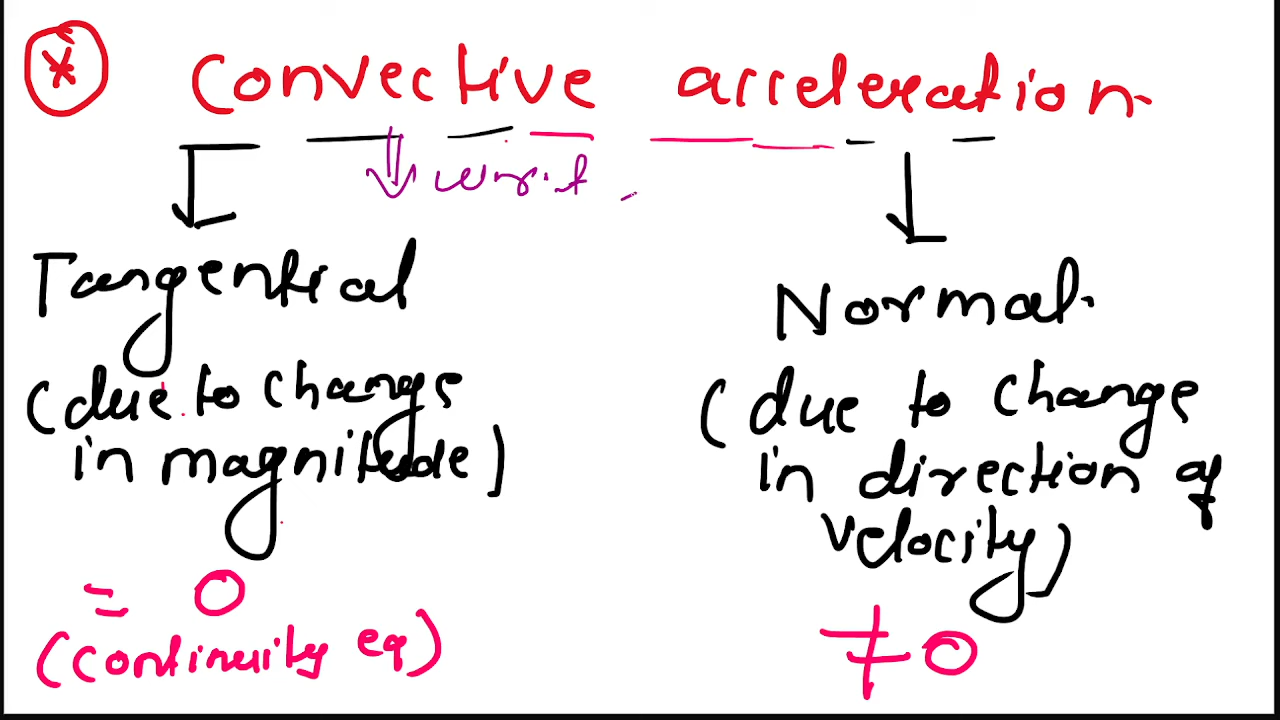 * Convective acceleration.
w.r.t
Tangential
(due to change
in magnitude)
= 0
(continuity eq)
Normal.
(due to change
in direction of
velocity)
≠ 0